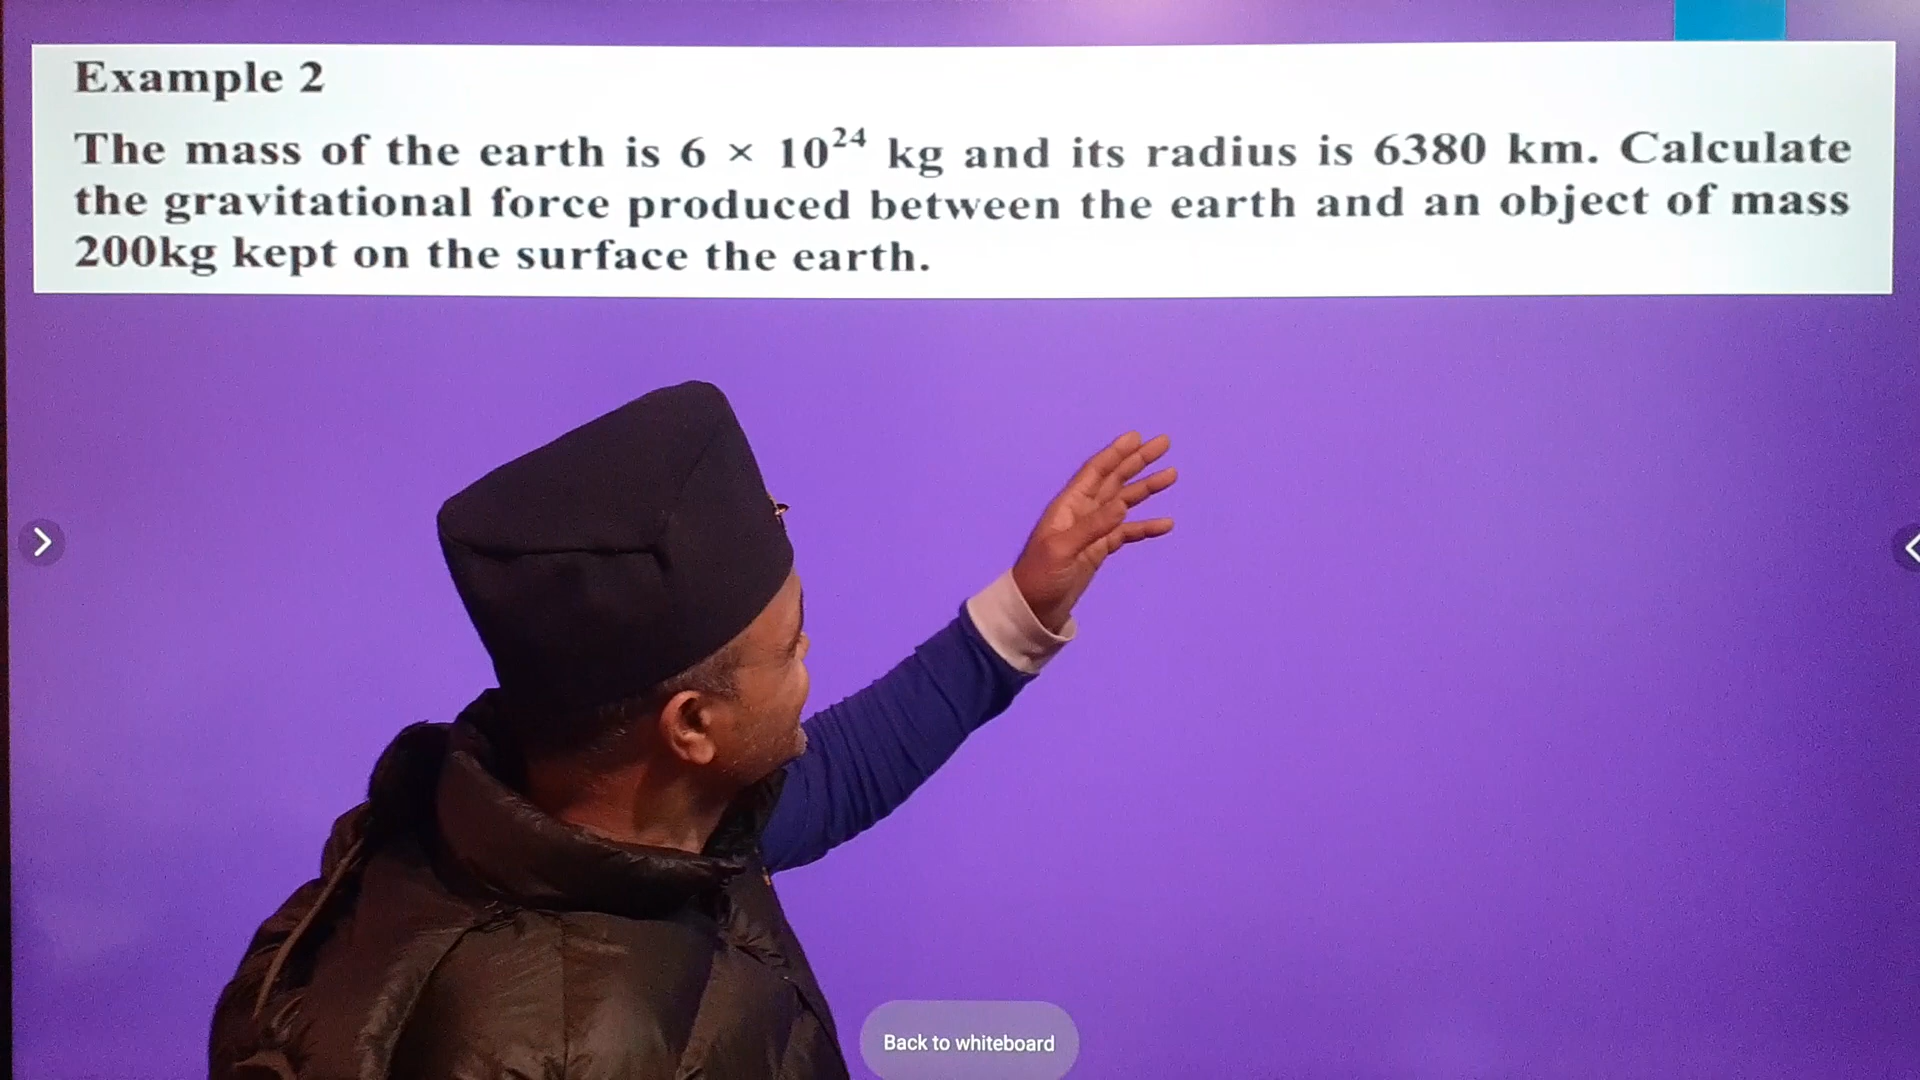 Example 2
The mass of the earth is 6 × 10²⁴ kg and its radius is 6380 km. Calculate
the gravitational force produced between the earth and an object of mass
200kg kept on the surface the earth.
Back to whiteboard